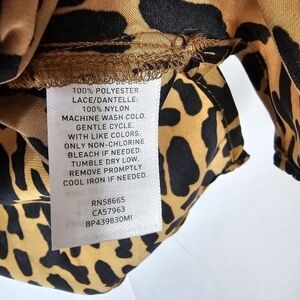 100% POLYESTER
LACE/DANTELLE:
100% NYLON
MACHINE WASH COLD.
GENTLE CYCLE.
WITH LIKE COLORS.
ONLY NON-CHLORINE
BLEACH IF NEEDED.
TUMBLE DRY LOW.
REMOVE PROMPTLY
COOL IRON IF NEEDED.
RN58665
CA57963
BP439830MI